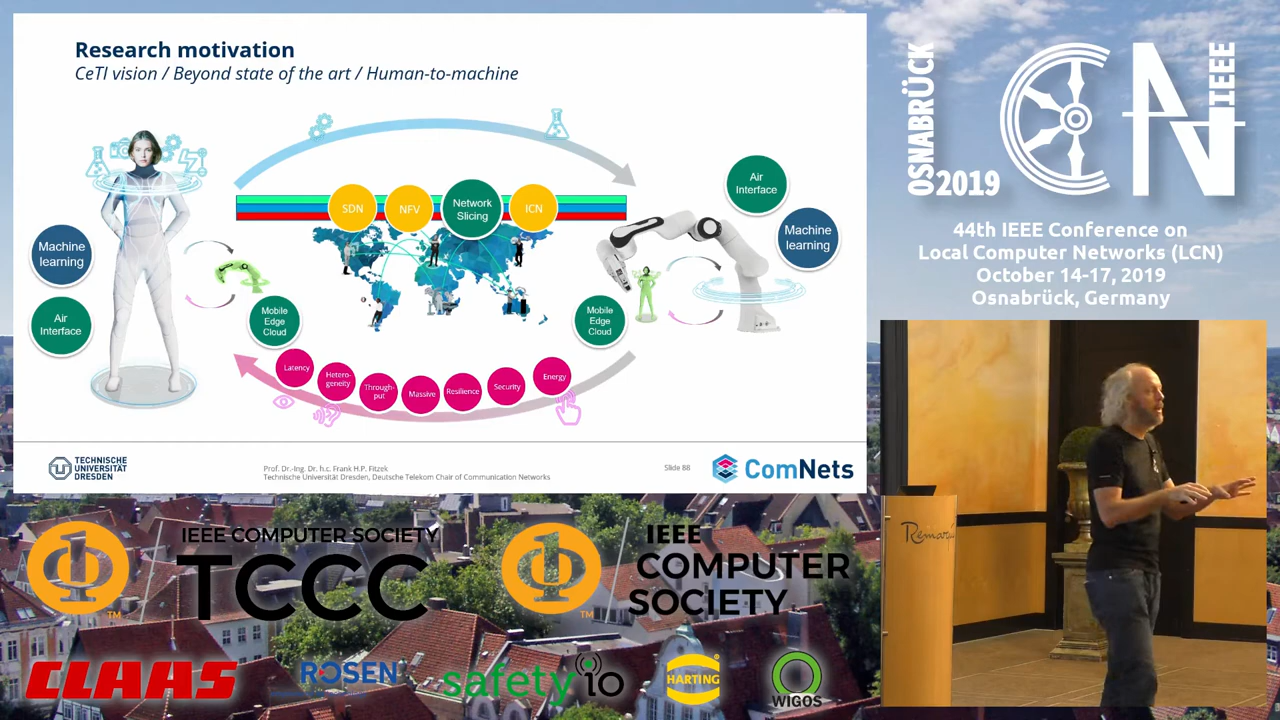 Research motivation
CeTI vision / Beyond state of the art / Human-to-machine
SDN
NFV
Network
Slicing
ICN
Air
Interface
Machine
learning
Machine
learning
Air
Interface
Mobile
Edge
Cloud
Mobile
Edge
Cloud
Latency
Hetero-
geneity
Through-
put
Massive
Resilience
Security
Energy
TECHNISCHE
UNIVERSITÄT
DRESDEN
Prof. Dr.-Ing. Dr. h.c. Frank H.P. Fitzek
Technische Universität Dresden, Deutsche Telekom Chair of Communication Networks
Slide 88
ComNets
OSNABRÜCK
2019
CN
IEEE
44th IEEE Conference on
Local Computer Networks (LCN)
October 14-17, 2019
Osnabrück, Germany
IEEE COMPUTER SOCIETY
TCCC
TM
IEEE
COMPUTER
SOCIETY
TM
CLAAS
ROSEN
safety io
HARTING
WIGOS